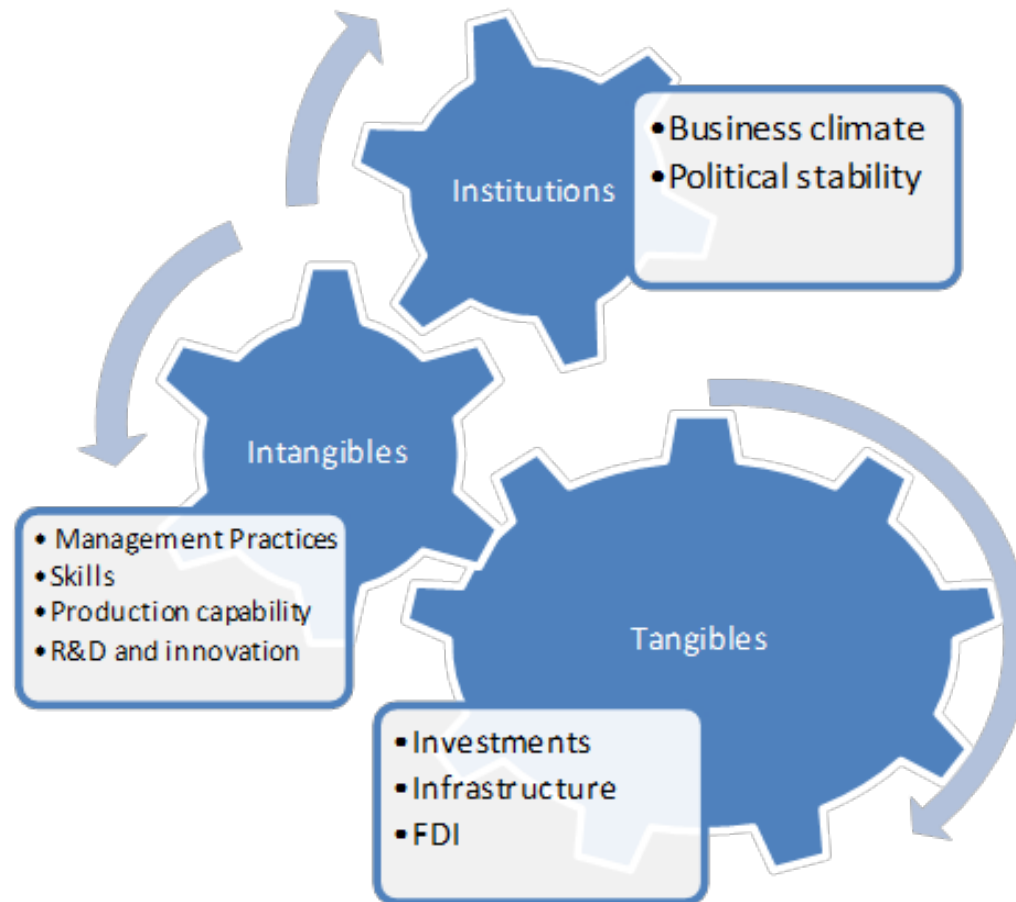 Institutions
•Business climate
•Political stability
Intangibles
• Management Practices
•Skills
•Production capability
•R&D and innovation
Tangibles
•Investments
•Infrastructure
•FDI